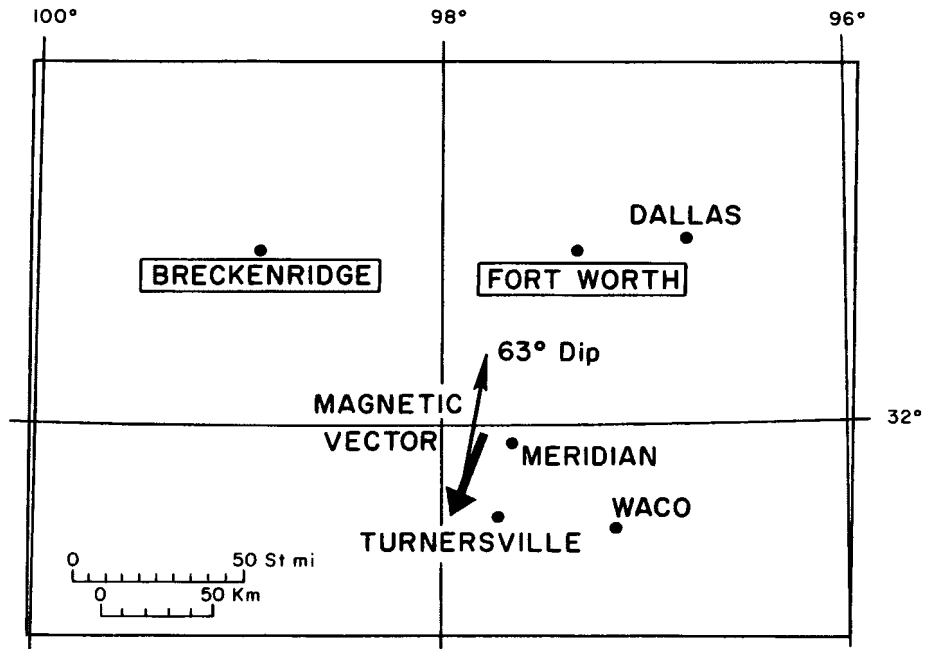 100°
98°
96°
DALLAS
BRECKENRIDGE
FORT WORTH
63° Dip
MAGNETIC
VECTOR
32°
MERIDIAN
WACO
TURNERSVILLE
0 50 St mi
0 50 Km